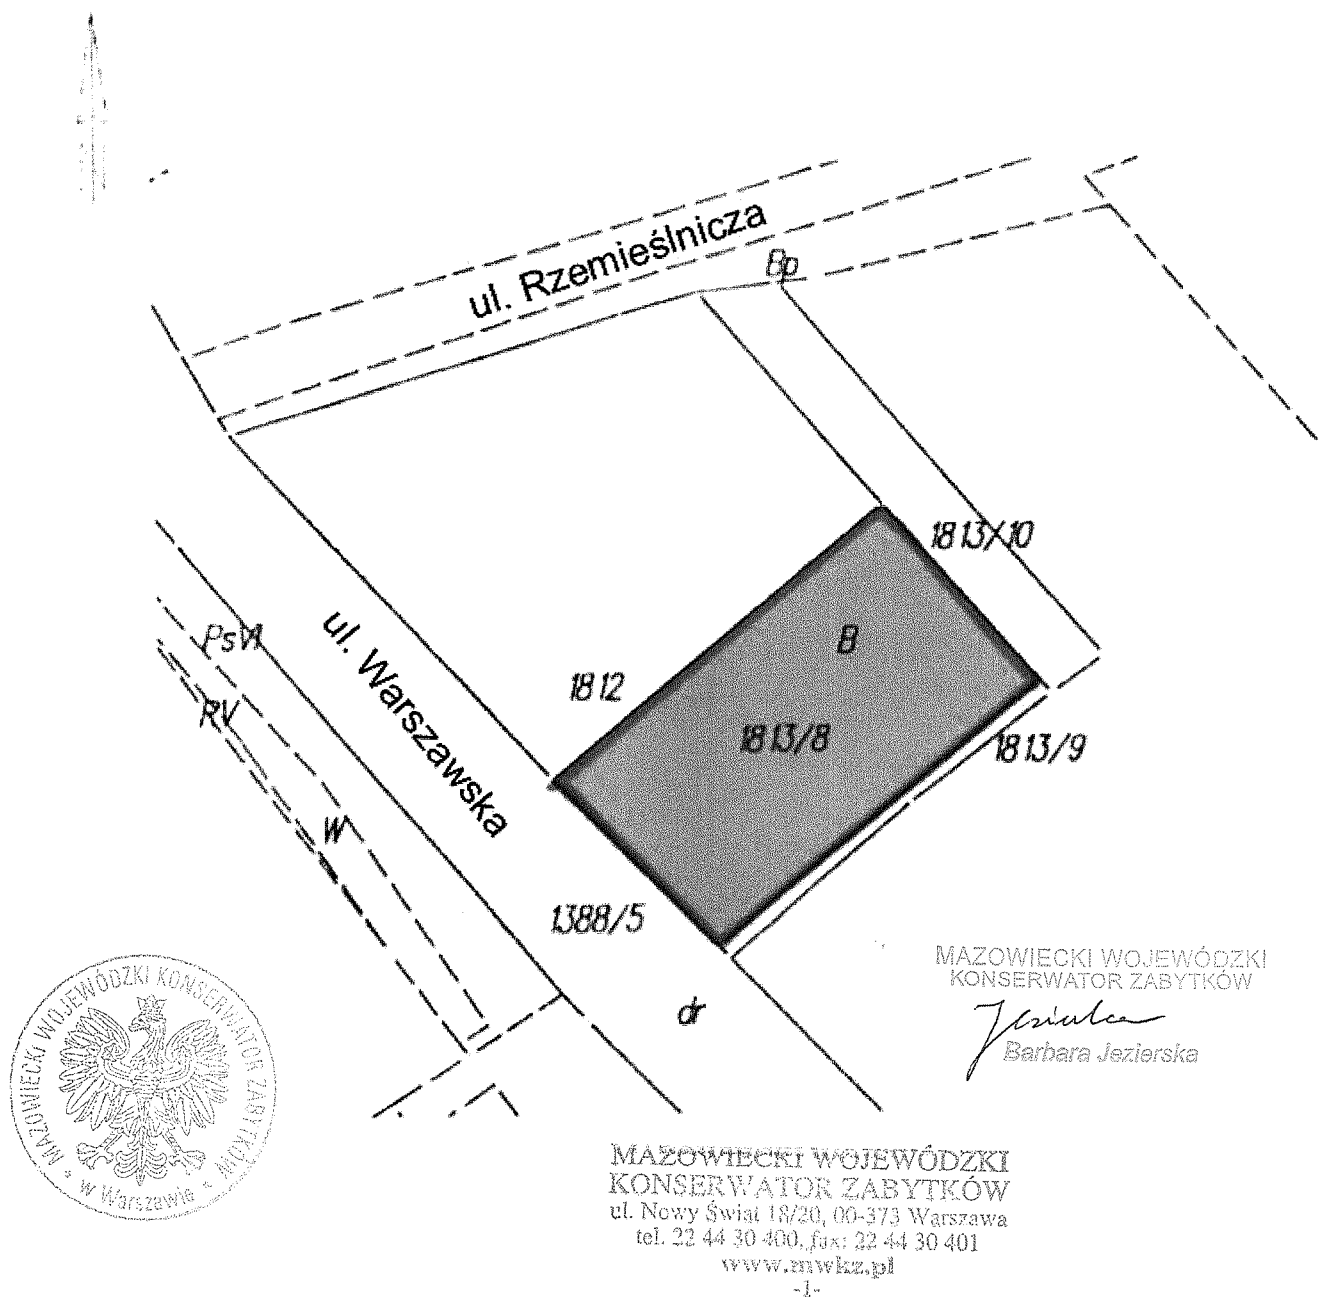 ul. Rzemieślnicza
Bp
1813/10
PsVI
ul. Warszawska
B
1812
RV
1813/8
1813/9
W
1388/5
dr
MAZOWIECKI WOJEWÓDZKI
KONSERWATOR ZABYTKÓW
Barbara Jezierska
MAZOWIECKI WOJEWÓDZKI KONSERWATOR ZABYTKÓW
* w Warszawie *
MAZOWIECKI WOJEWÓDZKI
KONSERWATOR ZABYTKÓW
ul. Nowy Świat 18/20, 00-373 Warszawa
tel. 22 44 30 400, fax: 22 44 30 401
www.mwkz.pl
-1-